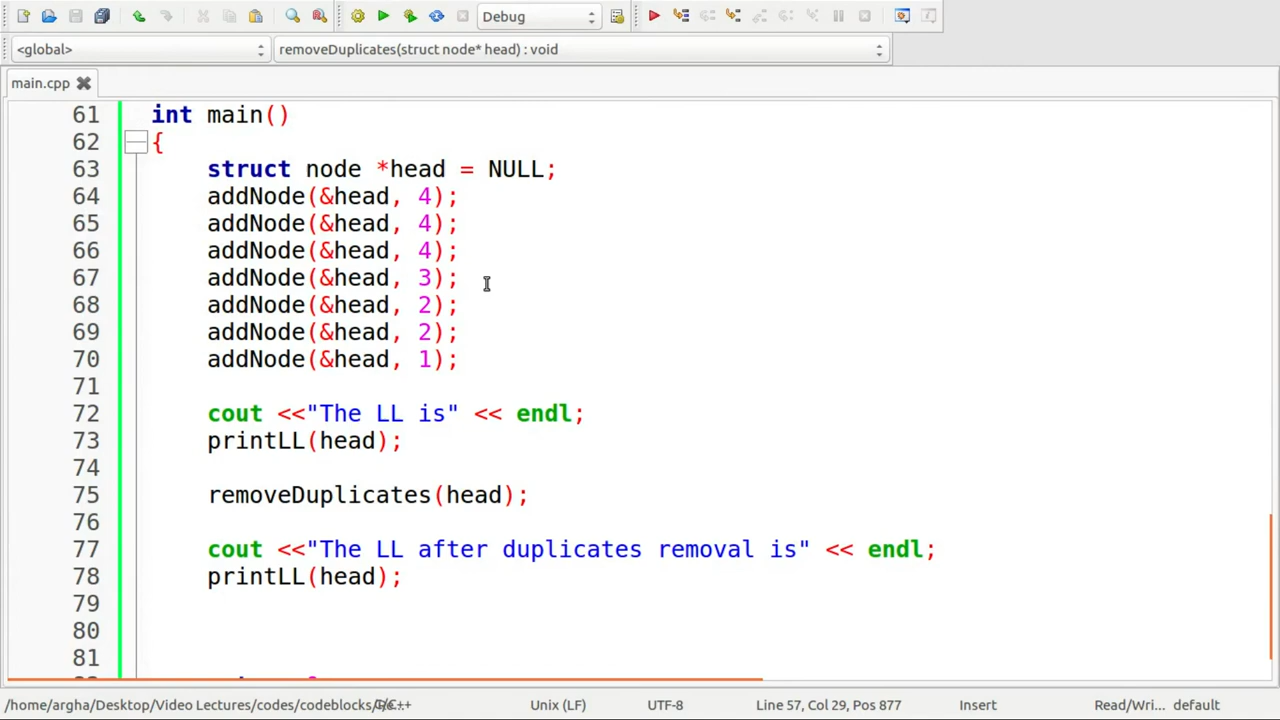 Debug
<global>
removeDuplicates(struct node* head) : void
main.cpp
61 int main()
62 {
63 struct node *head = NULL;
64 addNode(&head, 4);
65 addNode(&head, 4);
66 addNode(&head, 4);
67 addNode(&head, 3);
68 addNode(&head, 2);
69 addNode(&head, 2);
70 addNode(&head, 1);
71
72 cout <<"The LL is" << endl;
73 printLL(head);
74
75 removeDuplicates(head);
76
77 cout <<"The LL after duplicates removal is" << endl;
78 printLL(head);
79
80
81
/home/argha/Desktop/Video Lectures/codes/codeblocks/ C/C++ Unix (LF) UTF-8 Line 57, Col 29, Pos 877 Insert Read/Wri... default